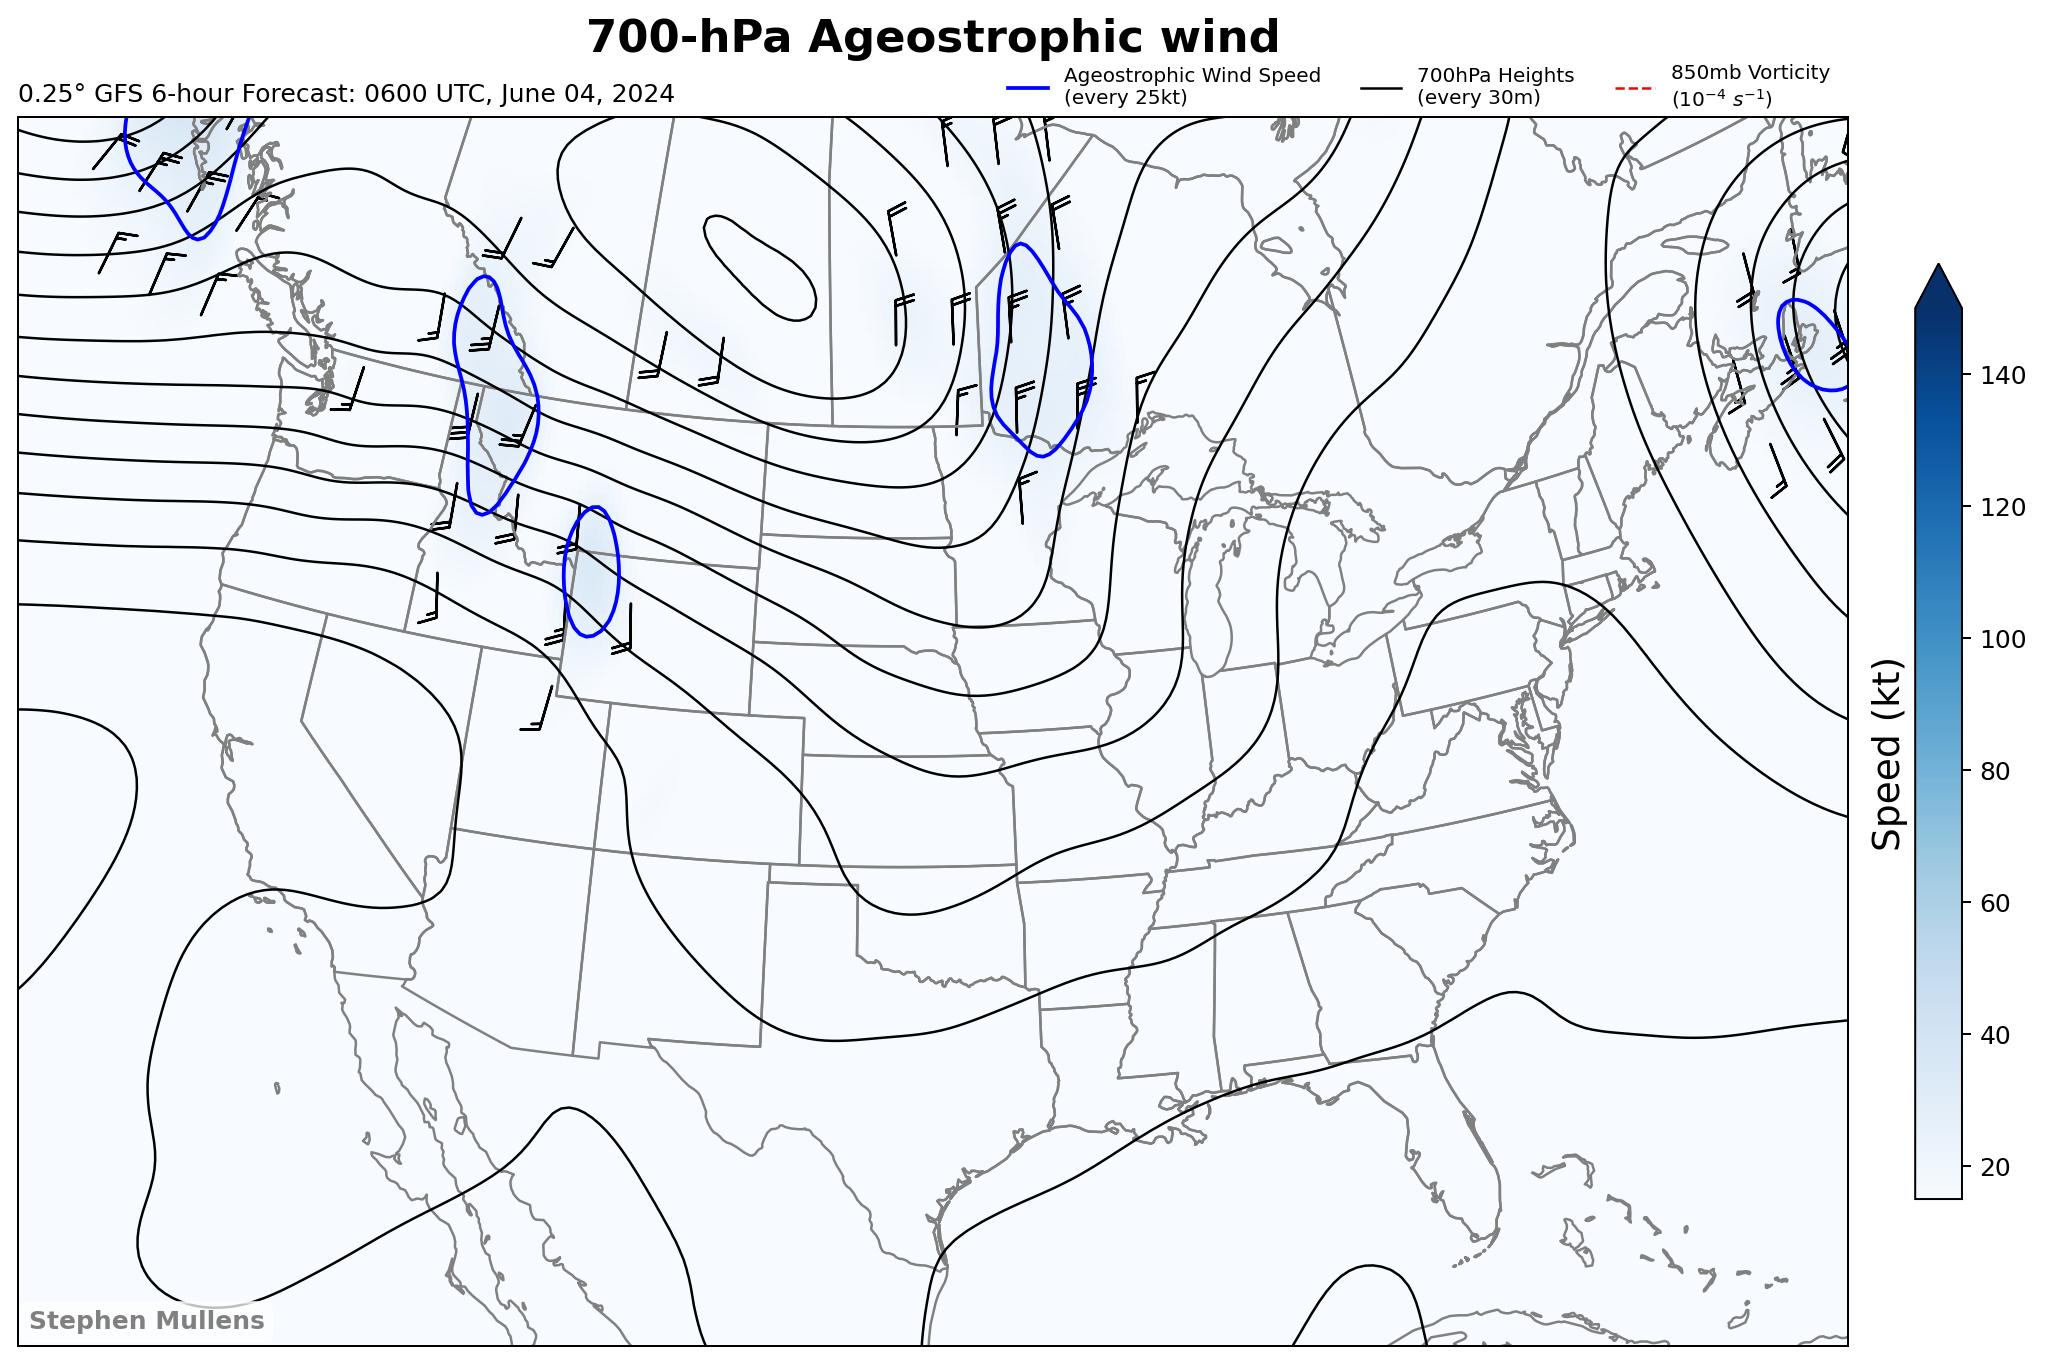 700-hPa Ageostrophic wind
0.25° GFS 6-hour Forecast: 0600 UTC, June 04, 2024
Ageostrophic Wind Speed
(every 25kt)
700hPa Heights
(every 30m)
850mb Vorticity
(10⁻⁴ s⁻¹)
140
120
100
80
60
40
20
Speed (kt)
Stephen Mullens